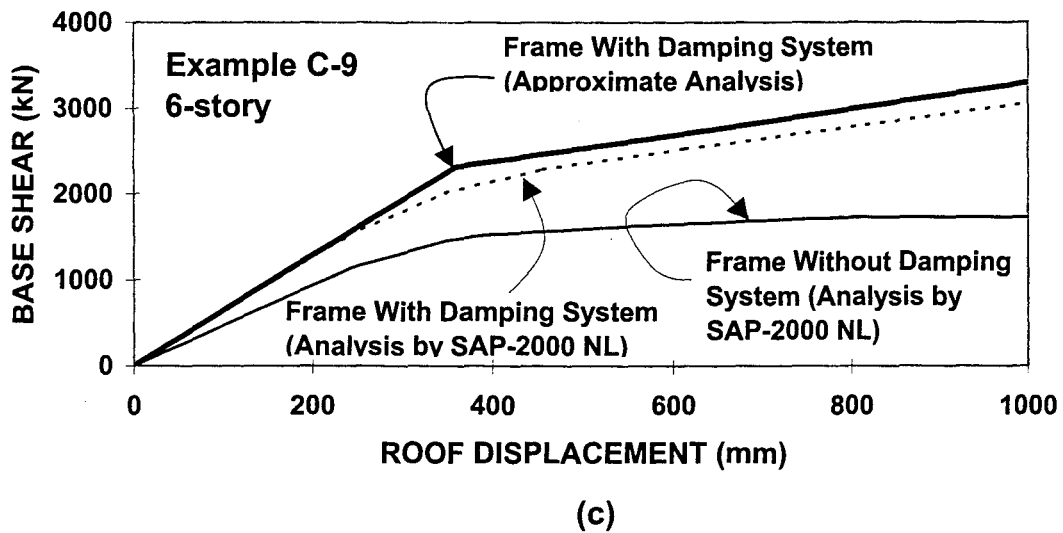 4000
3000
2000
1000
0
BASE SHEAR (kN)
Example C-9
6-story
Frame With Damping System
(Approximate Analysis)
Frame With Damping System
(Analysis by SAP-2000 NL)
Frame Without Damping
System (Analysis by
SAP-2000 NL)
0 200 400 600 800 1000
ROOF DISPLACEMENT (mm)
(c)